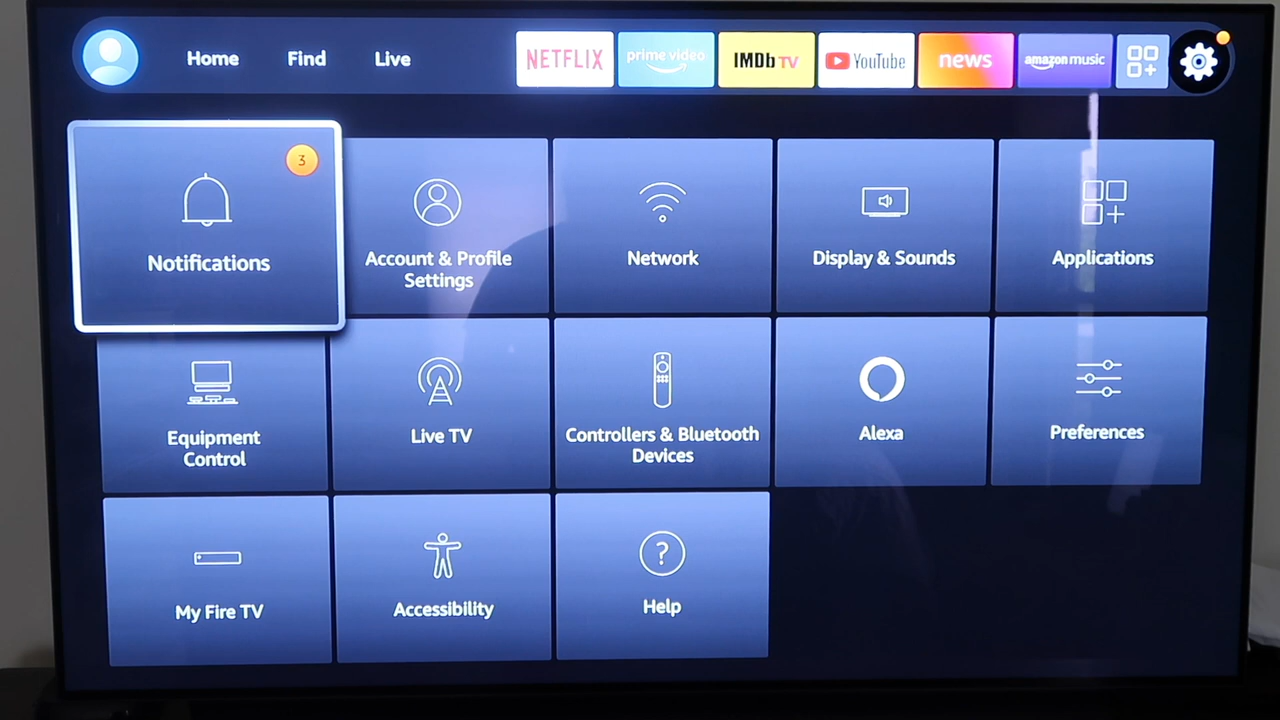 Home Find Live NETFLIX prime video IMDb TV YouTube news amazon music
3
Notifications
Account & Profile
Settings
Network
Display & Sounds
Applications
Equipment
Control
Live TV
Controllers & Bluetooth
Devices
Alexa
Preferences
My Fire TV
Accessibility
?
Help